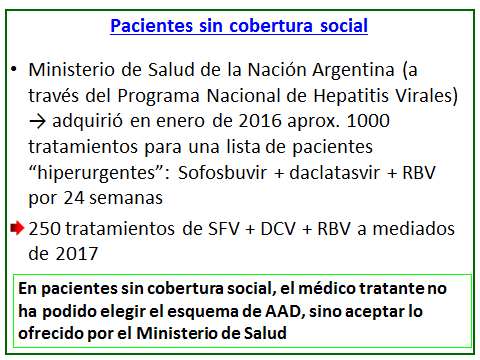 Pacientes sin cobertura social
• Ministerio de Salud de la Nación Argentina (a
través del Programa Nacional de Hepatitis Virales)
→ adquirió en enero de 2016 aprox. 1000
tratamientos para una lista de pacientes
“hiperurgentes”: Sofosbuvir + daclatasvir + RBV
por 24 semanas
250 tratamientos de SFV + DCV + RBV a mediados
de 2017
En pacientes sin cobertura social, el médico tratante no
ha podido elegir el esquema de AAD, sino aceptar lo
ofrecido por el Ministerio de Salud